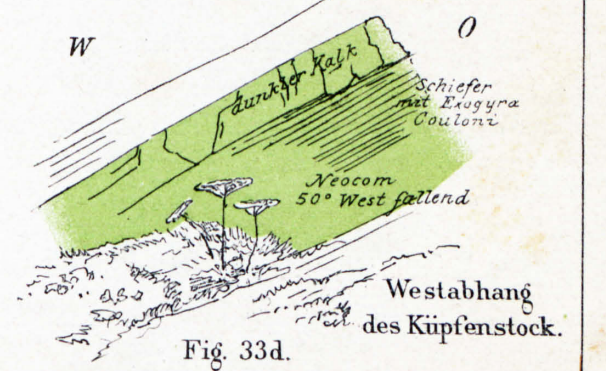 W
O
dunkler Kalk
Schiefer
mit Exogyra
Couloni
Neocom
50° West fallend
Westabhang
des Küpfenstock.
Fig. 33d.